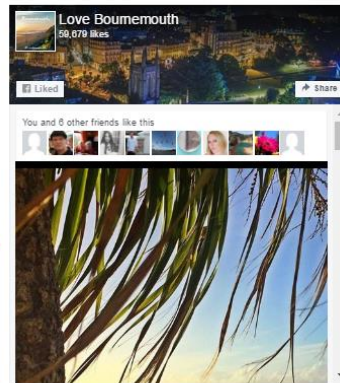 Love Bournemouth
59,679 likes
Liked
Share
You and 6 other friends like this